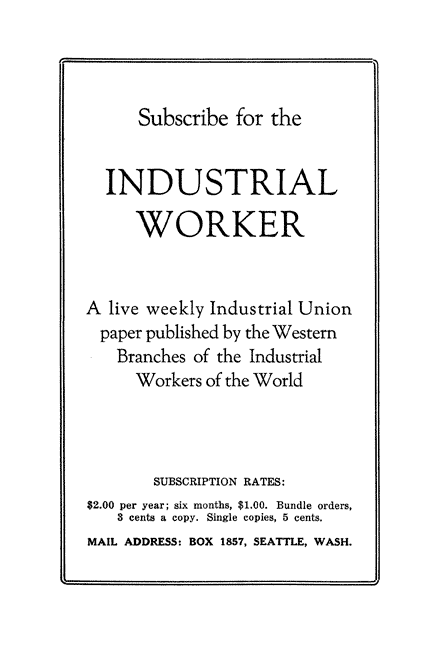 Subscribe for the
INDUSTRIAL
WORKER
A live weekly Industrial Union
paper published by the Western
Branches of the Industrial
Workers of the World
SUBSCRIPTION RATES:
$2.00 per year; six months, $1.00. Bundle orders,
3 cents a copy. Single copies, 5 cents.
MAIL ADDRESS: BOX 1857, SEATTLE, WASH.